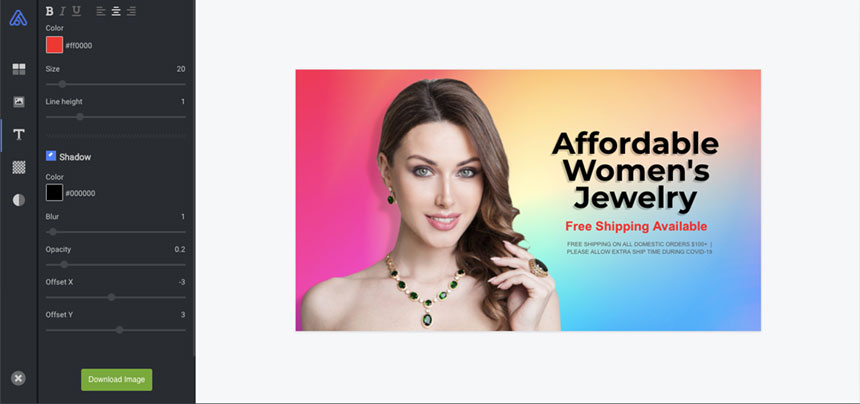 B I U
Color
#ff0000
Size 20
Line height 1
T
Shadow
Color
#000000
Blur 1
Opacity 0.2
Offset X -3
Offset Y 3
Download Image
Affordable
Women's
Jewelry
Free Shipping Available
FREE SHIPPING ON ALL DOMESTIC ORDERS $100+ |
PLEASE ALLOW EXTRA SHIP TIME DURING COVID-19